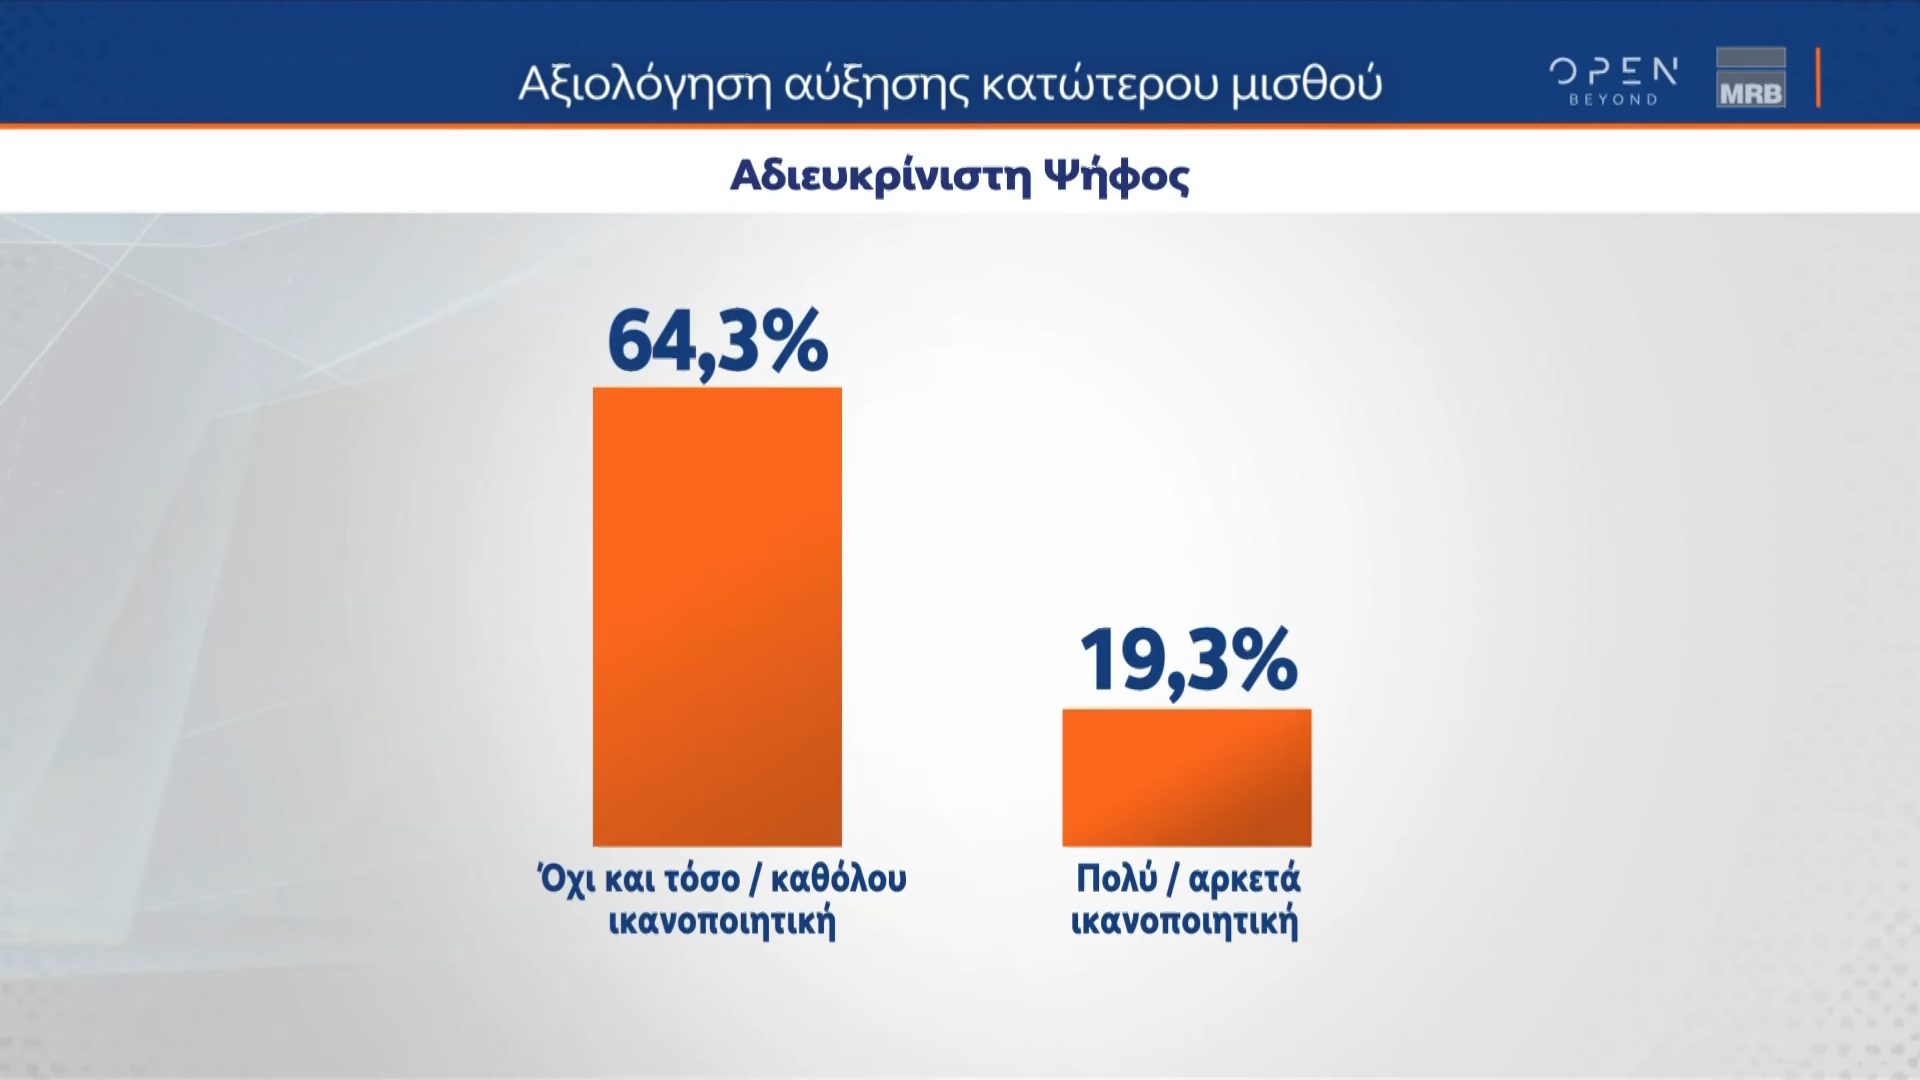 Αξιολόγηση αύξησης κατώτερου μισθού
OPEN
BEYOND
MRB
Αδιευκρίνιστη Ψήφος
64,3%
19,3%
Όχι και τόσο / καθόλου
ικανοποιητική
Πολύ / αρκετά
ικανοποιητική